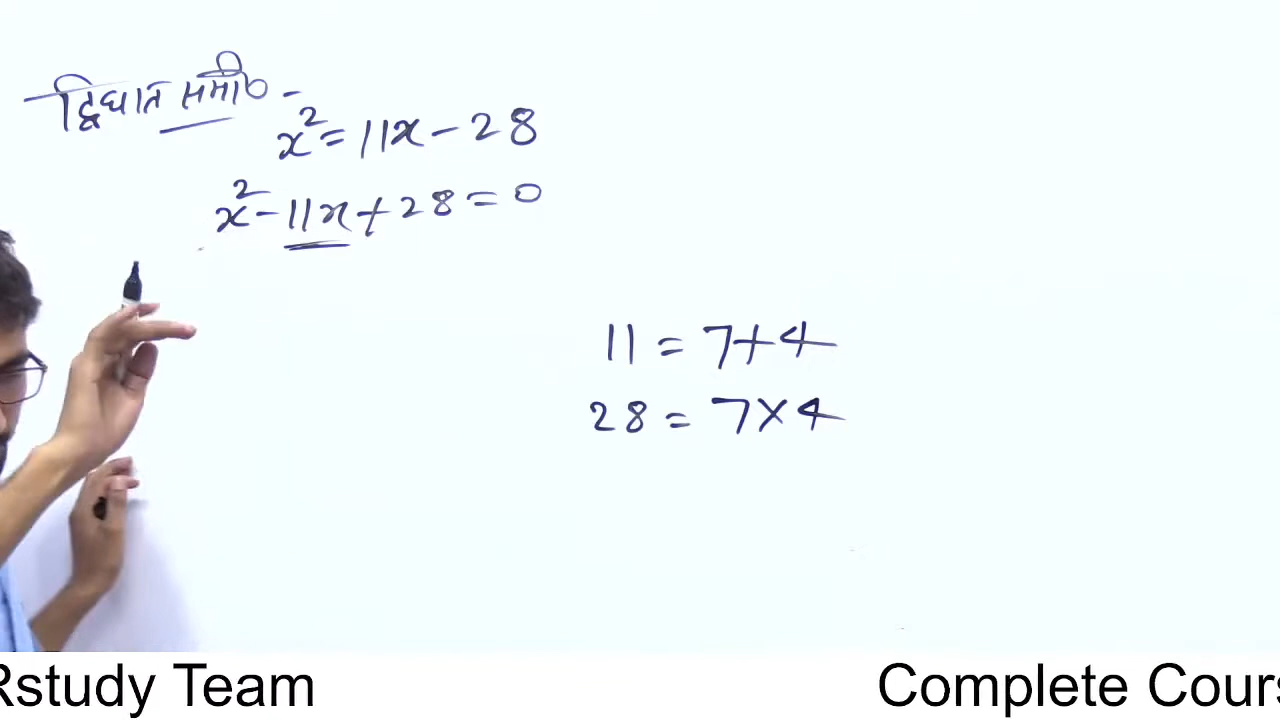 द्विघात समी० -
x² = 11x - 28
x² - 11x + 28 = 0
11 = 7 + 4
28 = 7 × 4
Rstudy Team
Complete Cours